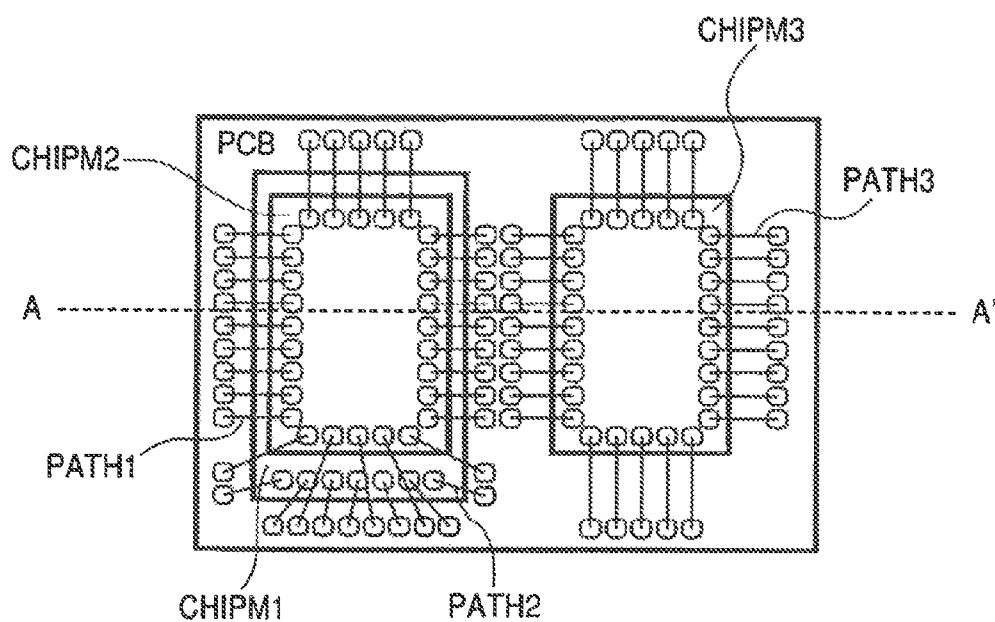 CHIPM3
PCB
CHIPM2
PATH3
A
A'
PATH1
CHIPM1
PATH2